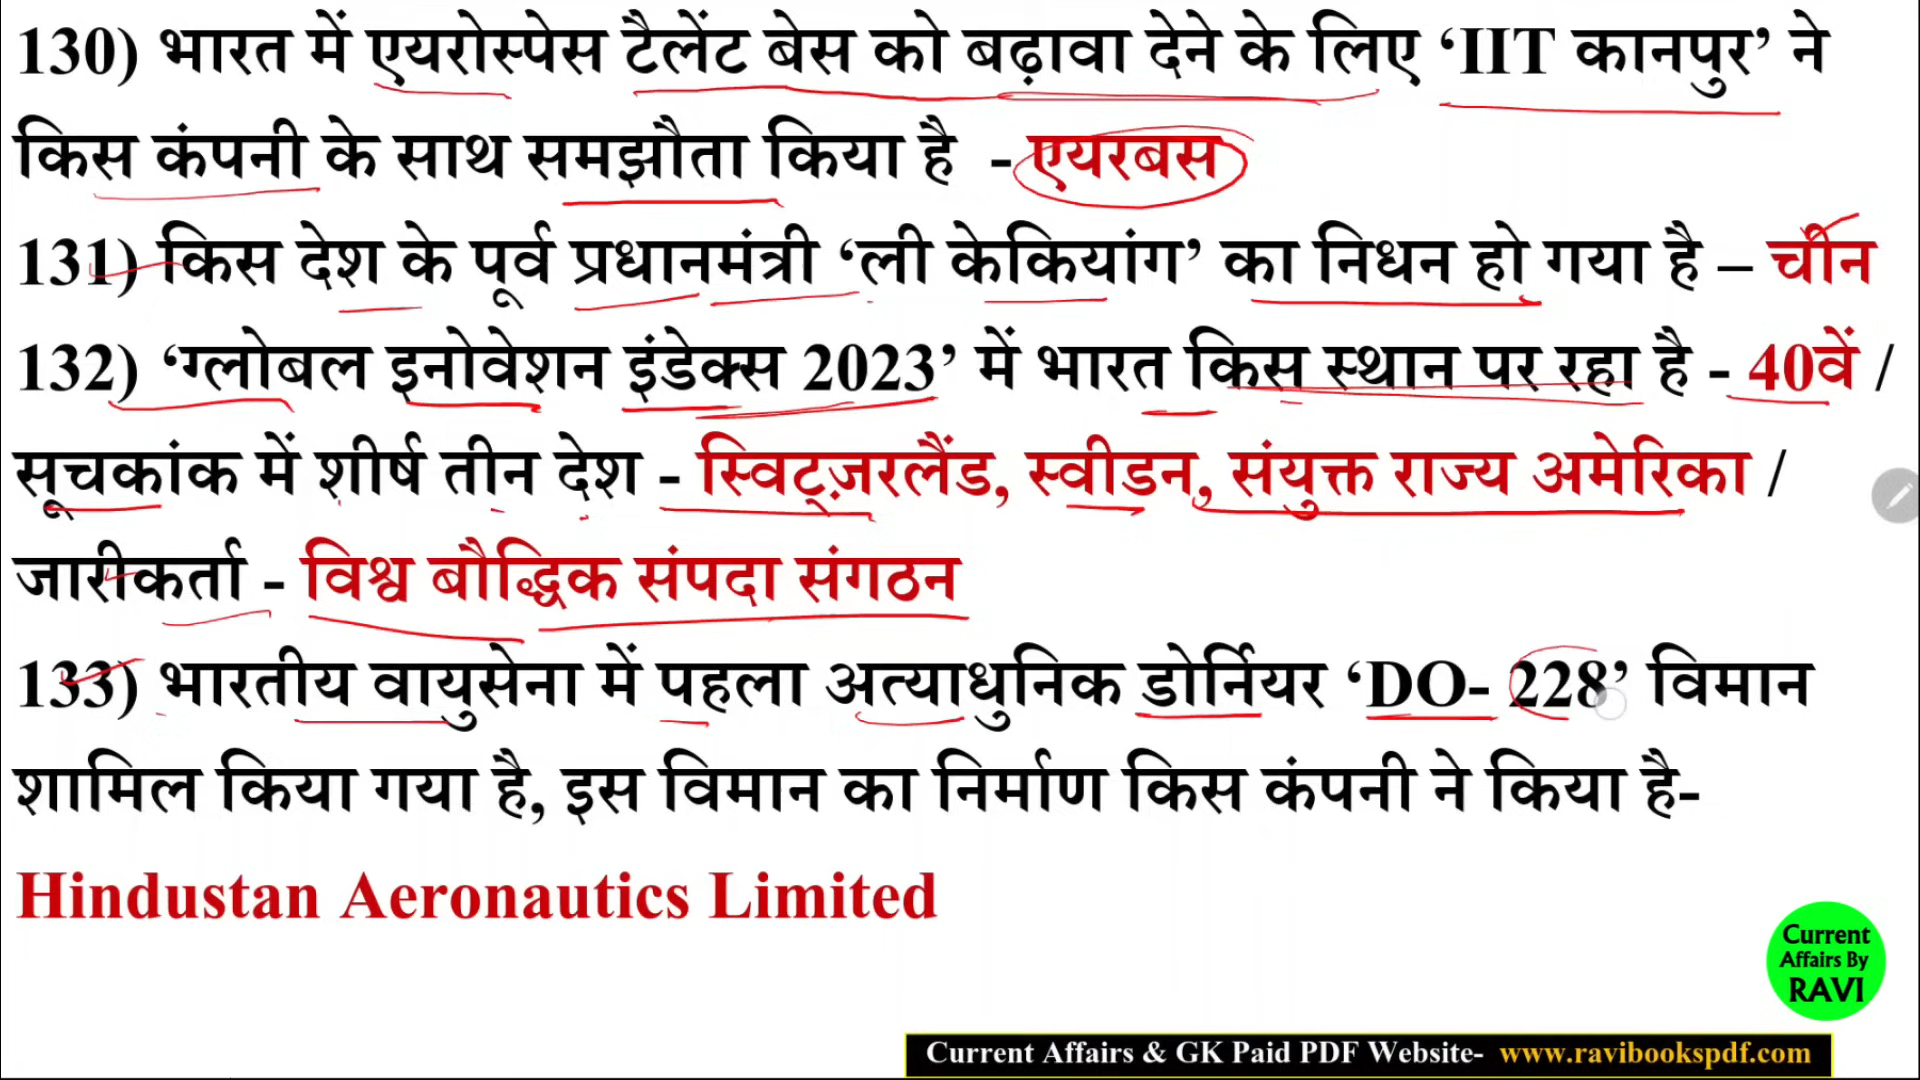 130) भारत में एयरोस्पेस टैलेंट बेस को बढ़ावा देने के लिए ‘IIT कानपुर’ ने
किस कंपनी के साथ समझौता किया है - एयरबस
131) किस देश के पूर्व प्रधानमंत्री ‘ली केकियांग’ का निधन हो गया है – चीन
132) ‘ग्लोबल इनोवेशन इंडेक्स 2023’ में भारत किस स्थान पर रहा है - 40वें /
सूचकांक में शीर्ष तीन देश - स्विट्ज़रलैंड, स्वीडन, संयुक्त राज्य अमेरिका /
जारीकर्ता - विश्व बौद्धिक संपदा संगठन
133) भारतीय वायुसेना में पहला अत्याधुनिक डोर्नियर ‘DO- 228’ विमान
शामिल किया गया है, इस विमान का निर्माण किस कंपनी ने किया है-
Hindustan Aeronautics Limited
Current
Affairs By
RAVI
Current Affairs & GK Paid PDF Website- www.ravibookspdf.com